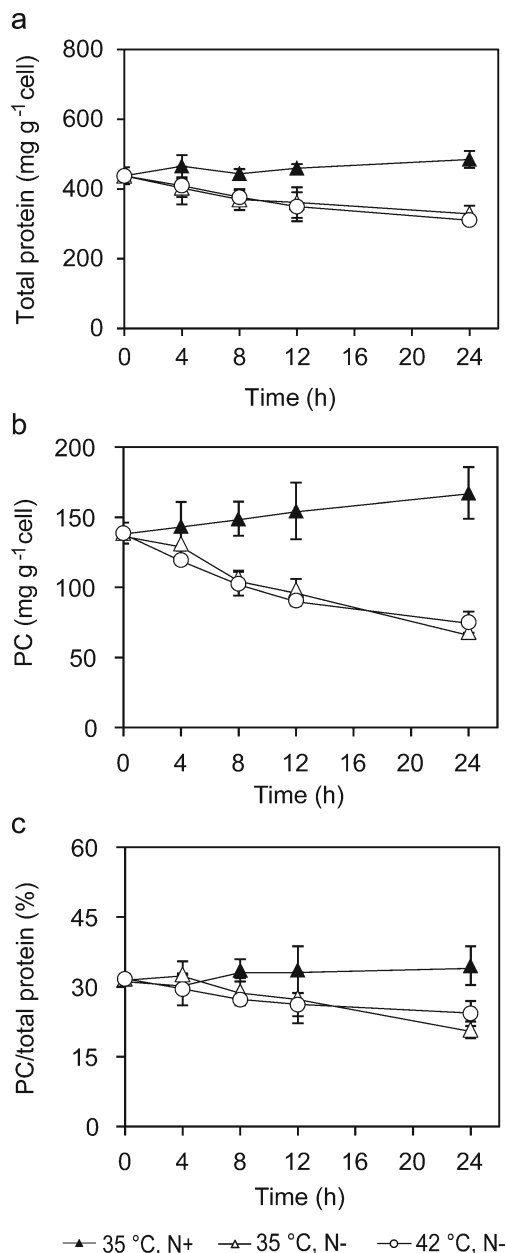 a
800
600
400
200
0
Total protein (mg g⁻¹cell)
0 4 8 12 16 20 24
Time (h)
b
200
150
100
50
0
PC (mg g⁻¹cell)
0 4 8 12 16 20 24
Time (h)
c
60
45
30
15
0
PC/total protein (%)
0 4 8 12 16 20 24
Time (h)
35 °C, N+ 35 °C, N- 42 °C, N-